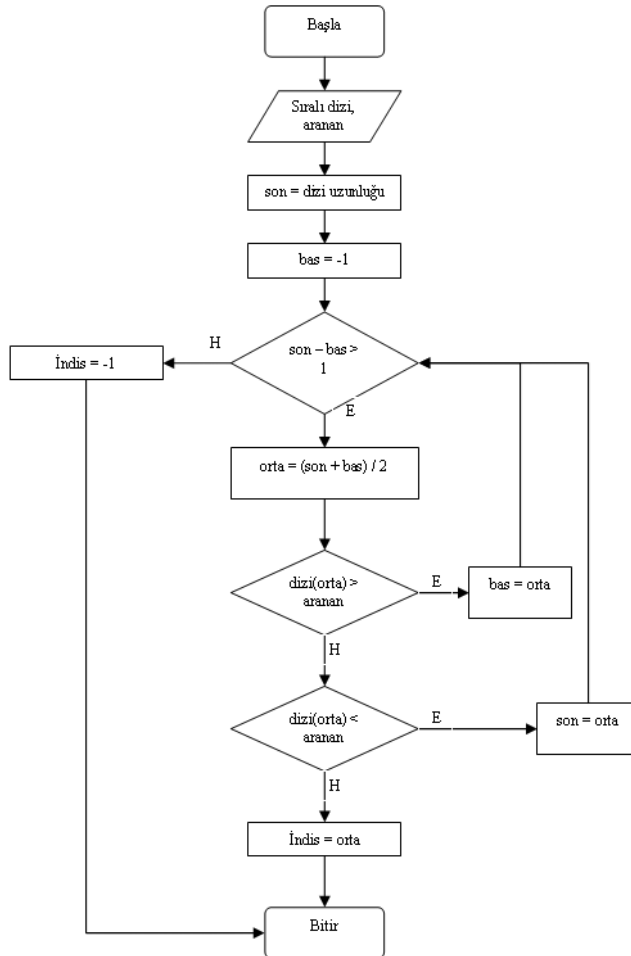 Başla
Sıralı dizi,
aranan
son = dizi uzunluğu
bas = -1
son – bas >
1
H
İndis = -1
E
orta = (son + bas) / 2
dizi(orta) >
aranan
E
bas = orta
H
dizi(orta) <
aranan
E
son = orta
H
İndis = orta
Bitir